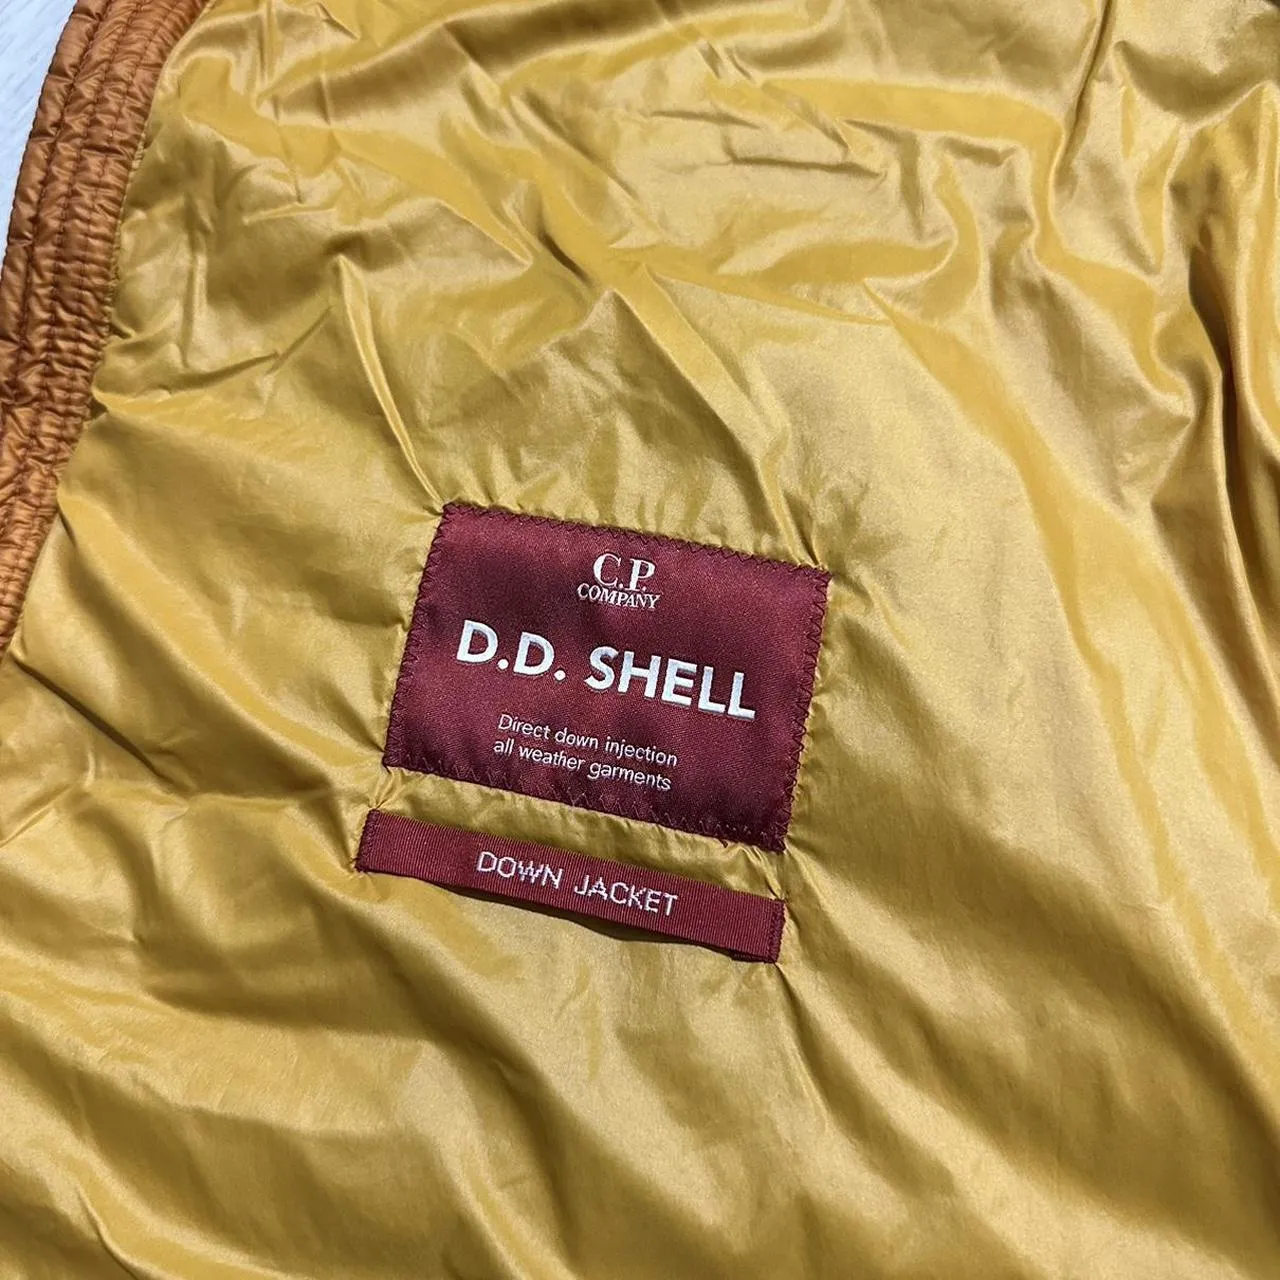 C.P.
COMPANY
D.D. SHELL
Direct down injection
all weather garments
DOWN JACKET